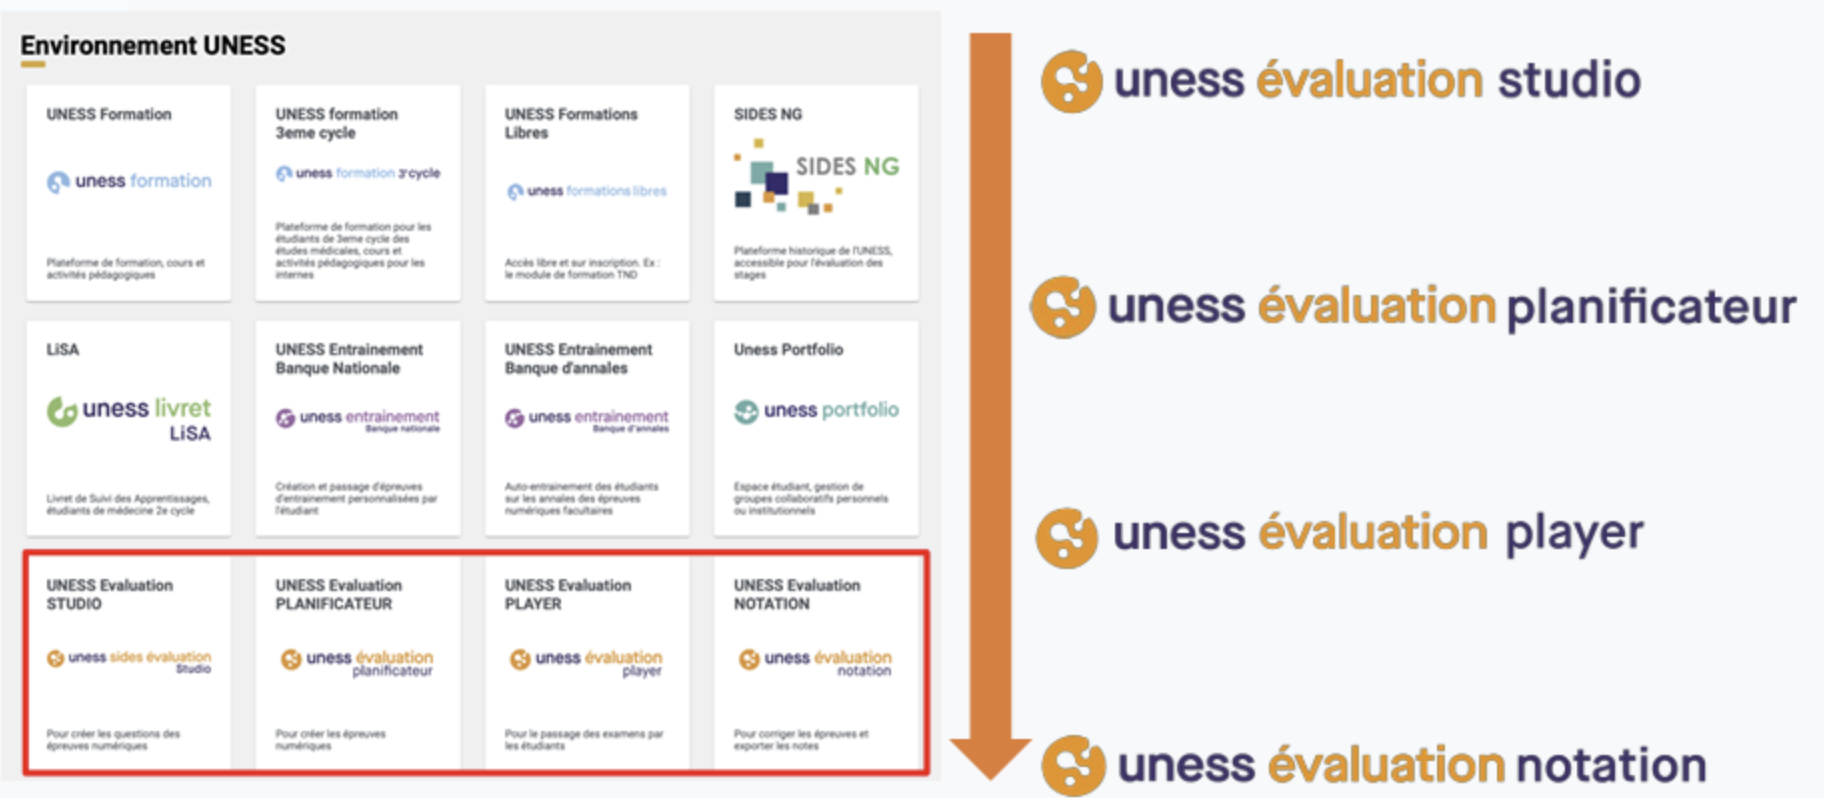 Environnement UNESS
UNESS Formation
uness formation
Plateforme de formation, cours et
activités pédagogiques
UNESS formation
3eme cycle
uness formation 3ᵉcycle
Plateforme de formation pour les
étudiants de 3eme cycle des
études médicales, cours et
activités pédagogiques pour les
internes
UNESS Formations
Libres
uness formations libres
Accès libre et sur inscription. Ex :
le module de formation TND
SIDES NG
SIDES NG
Plateforme historique de l'UNESS,
accessible pour l'évaluation des
stages
LiSA
uness livret
LiSA
Livret de Suivi des Apprentissages,
étudiants de médecine 2e cycle
UNESS Entrainement
Banque Nationale
uness entrainement
Banque nationale
Création et passage d'épreuves
d'entrainement personnalisées par
l'étudiant
UNESS Entrainement
Banque d'annales
uness entrainement
Banque d'annales
Auto-entrainement des étudiants
sur les annales des épreuves
numériques facultaires
Uness Portfolio
uness portfolio
Espace étudiant, gestion de
groupes collaboratifs personnels
ou institutionnels
UNESS Evaluation
STUDIO
uness sides évaluation
Studio
Pour créer les questions des
épreuves numériques
UNESS Evaluation
PLANIFICATEUR
uness évaluation
planificateur
Pour créer les épreuves
numériques
UNESS Evaluation
PLAYER
uness évaluation
player
Pour le passage des examens par
les étudiants
UNESS Evaluation
NOTATION
uness évaluation
notation
Pour corriger les épreuves et
exporter les notes
uness évaluation studio
uness évaluation planificateur
uness évaluation player
uness évaluation notation